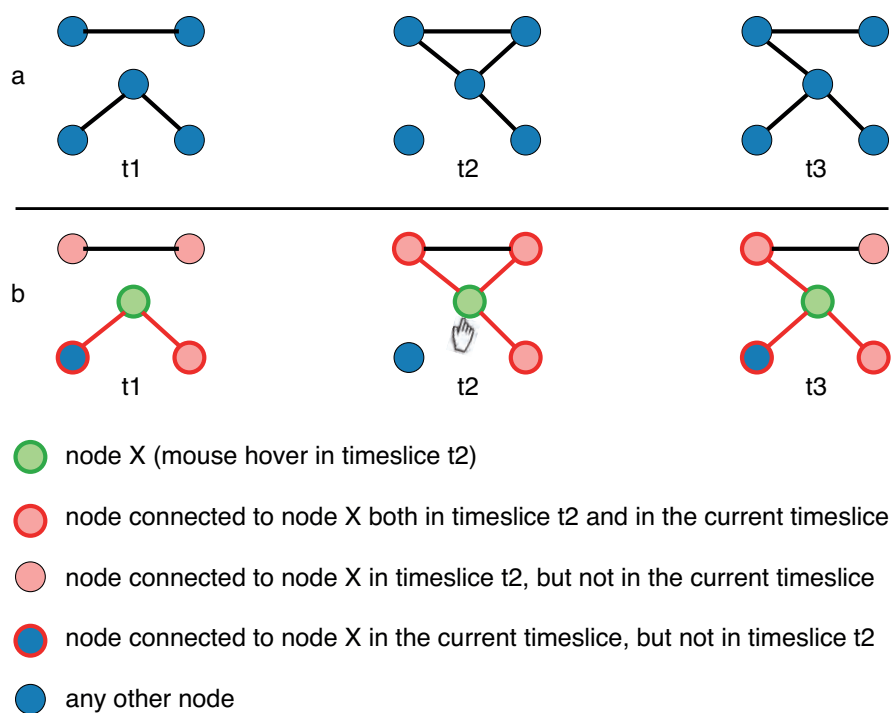 a
t1
t2
t3
b
t1
t2
t3
node X (mouse hover in timeslice t2)
node connected to node X both in timeslice t2 and in the current timeslice
node connected to node X in timeslice t2, but not in the current timeslice
node connected to node X in the current timeslice, but not in timeslice t2
any other node